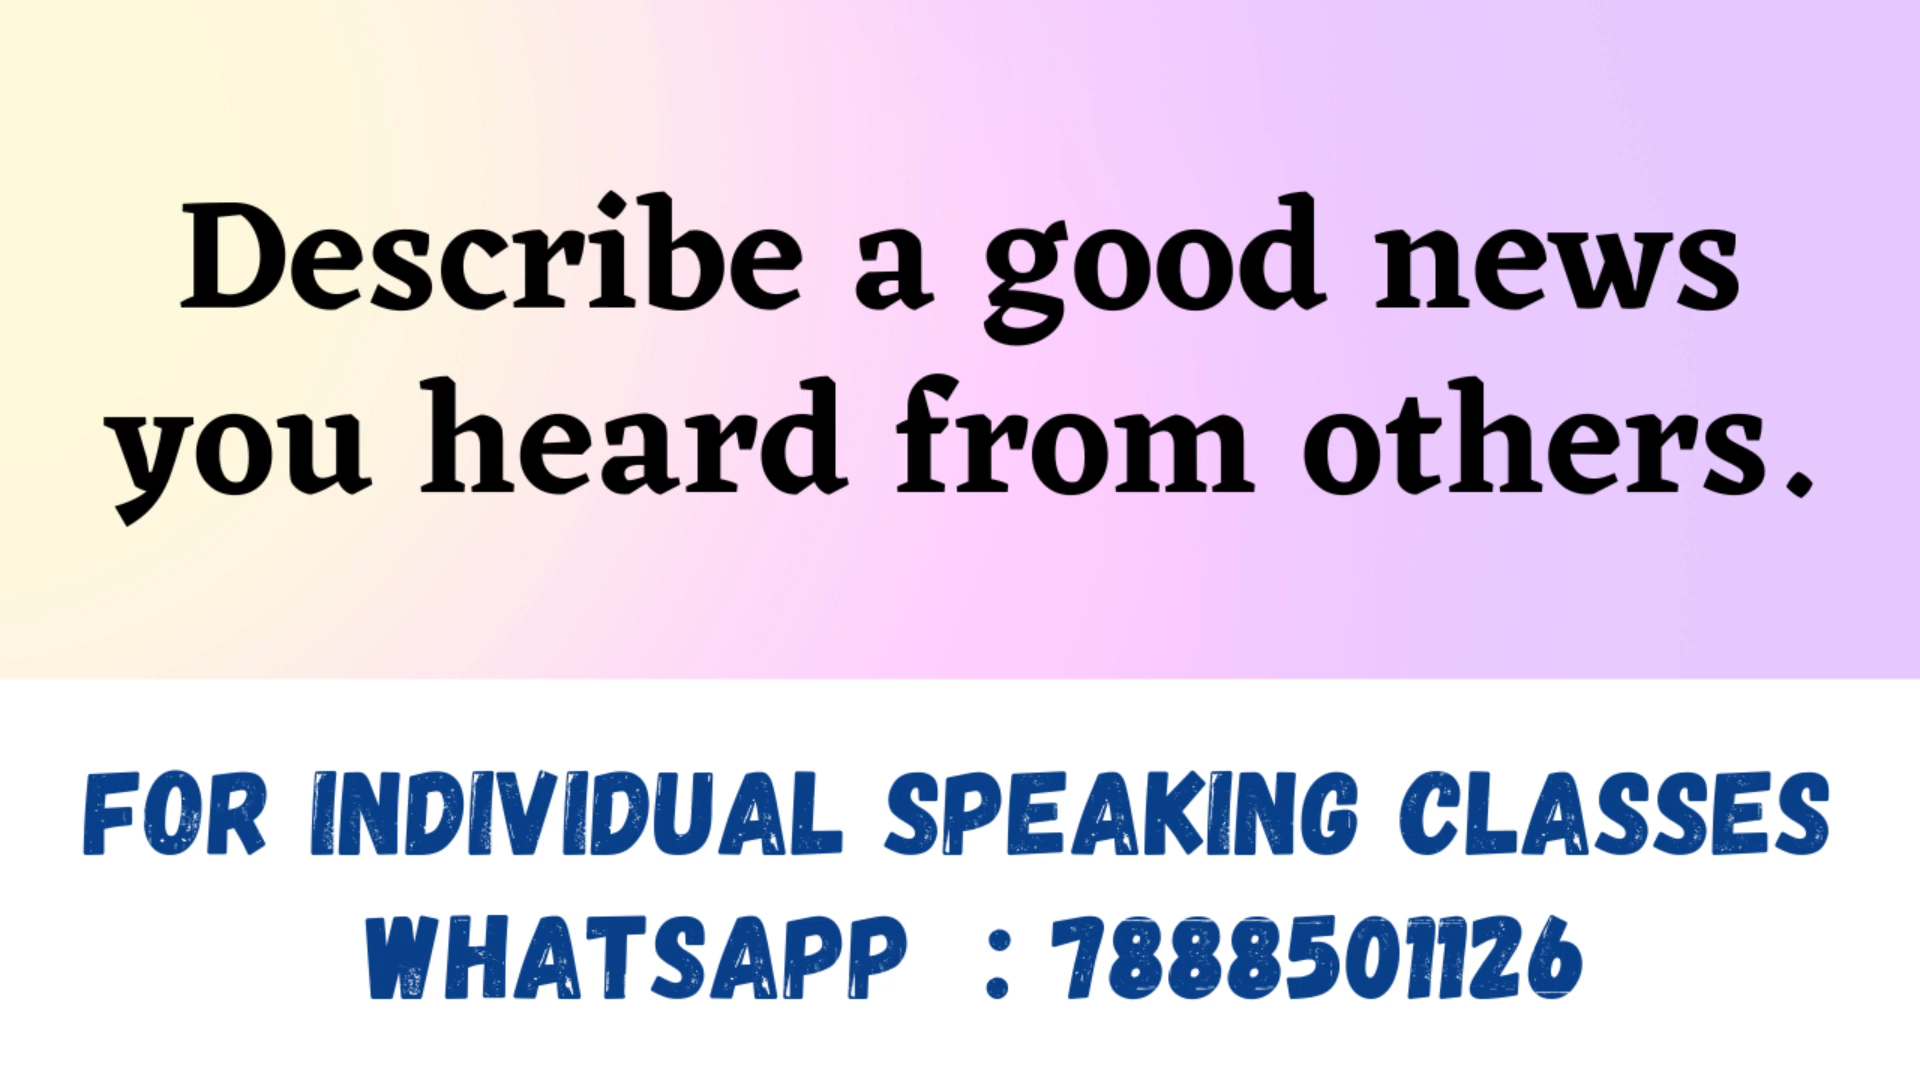 Describe a good news
you heard from others.
FOR INDIVIDUAL SPEAKING CLASSES
WHATSAPP : 7888501126